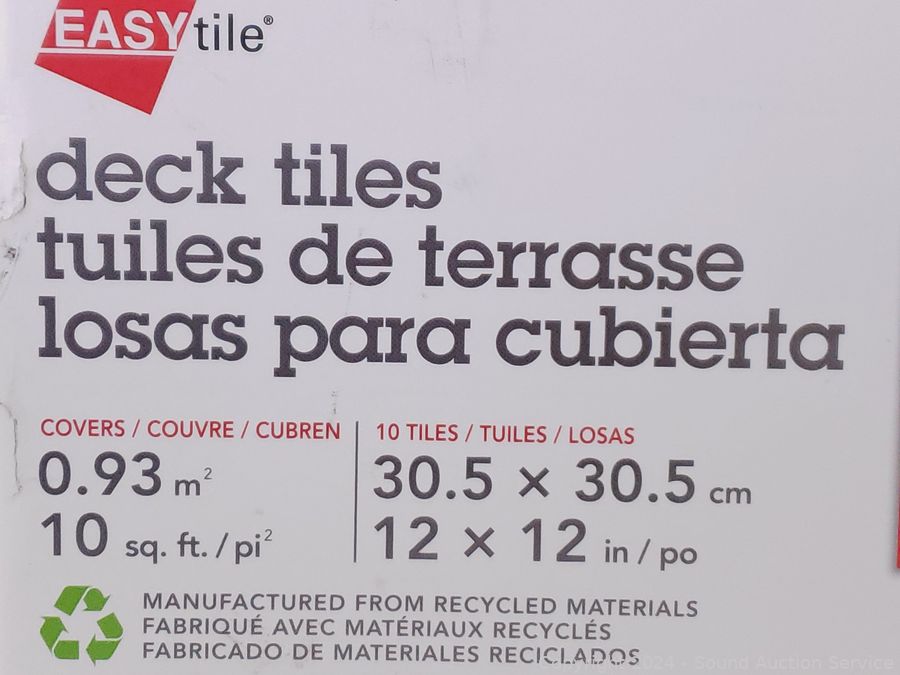 EASYtile®
deck tiles
tuiles de terrasse
losas para cubierta
COVERS / COUVRE / CUBREN
0.93 m²
10 sq. ft. / pi²
10 TILES / TUILES / LOSAS
30.5 × 30.5 cm
12 × 12 in / po
MANUFACTURED FROM RECYCLED MATERIALS
FABRIQUÉ AVEC MATÉRIAUX RECYCLÉS
FABRICADO DE MATERIALES RECICLADOS
Copyright 2024 - Sound Auction Service